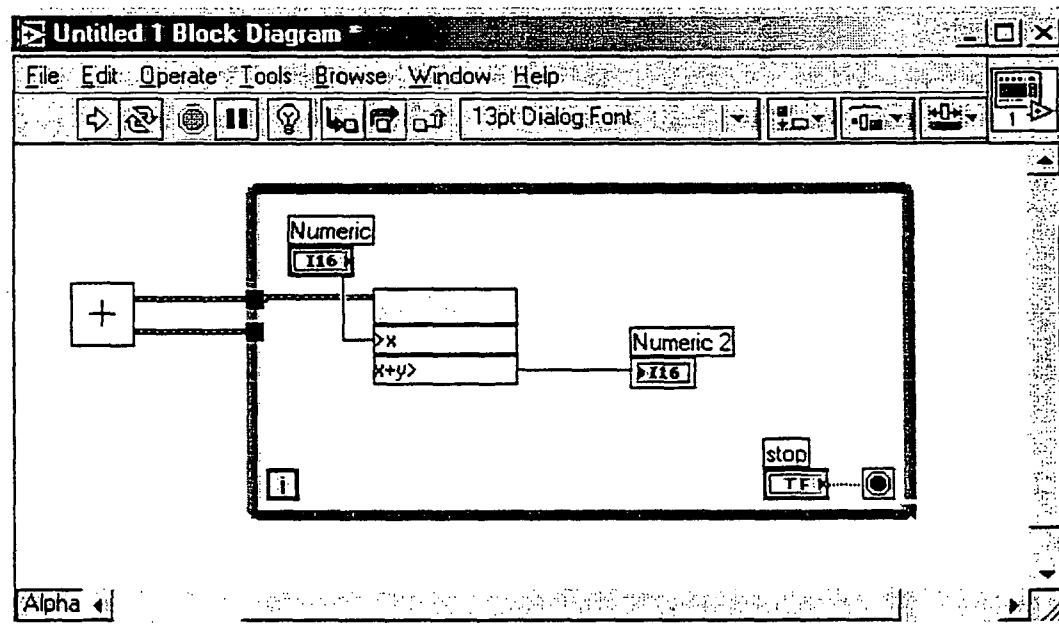 Untitled 1 Block Diagram *
File Edit Operate Tools Browse Window Help
13pt Dialog Font
1
Numeric
I16
+
>x
x+y>
Numeric 2
I16
stop
TF
i
Alpha